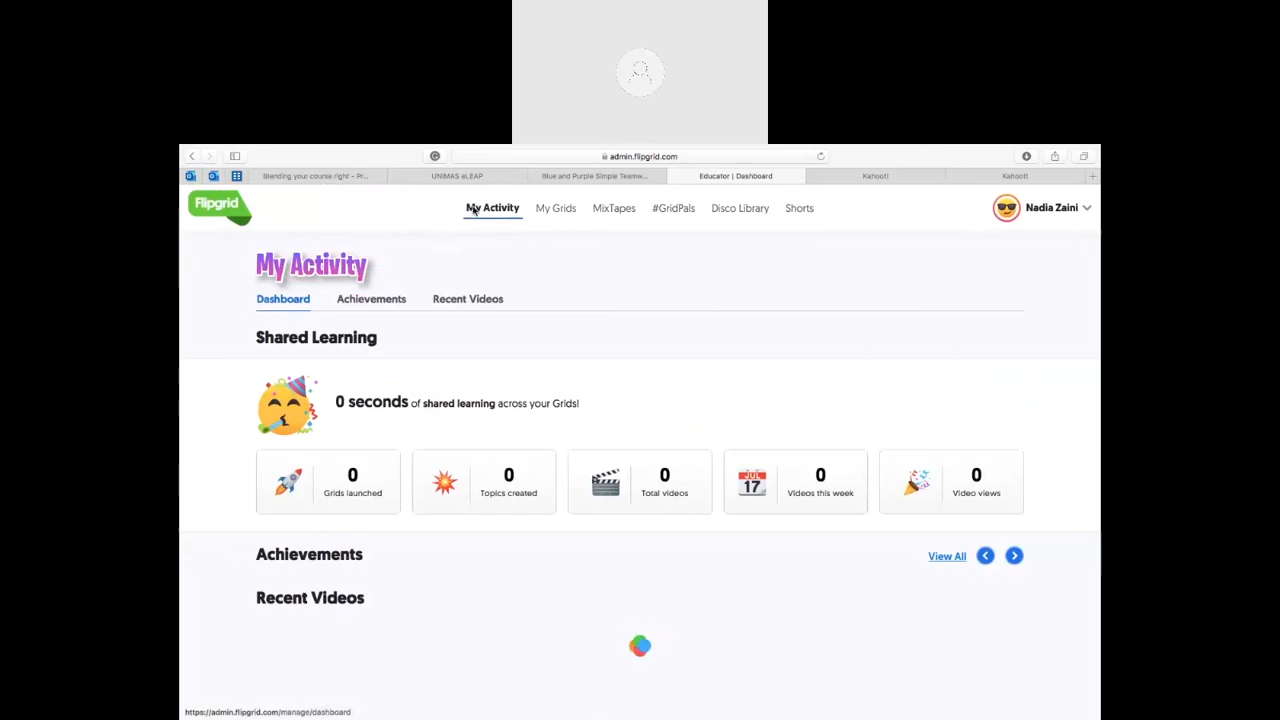 admin.flipgrid.com
Blending your course right - Pr...
UNIMAS eLEAP
Blue and Purple Simple Teamw...
Educator | Dashboard
Kahoot!
Kahoot!
Flipgrid
My Activity
My Grids
MixTapes
#GridPals
Disco Library
Shorts
Nadia Zaini
My Activity
Dashboard
Achievements
Recent Videos
Shared Learning
0 seconds of shared learning across your Grids!
0
Grids launched
0
Topics created
0
Total videos
JUL
17
0
Videos this week
0
Video views
Achievements
View All
Recent Videos
https://admin.flipgrid.com/manage/dashboard